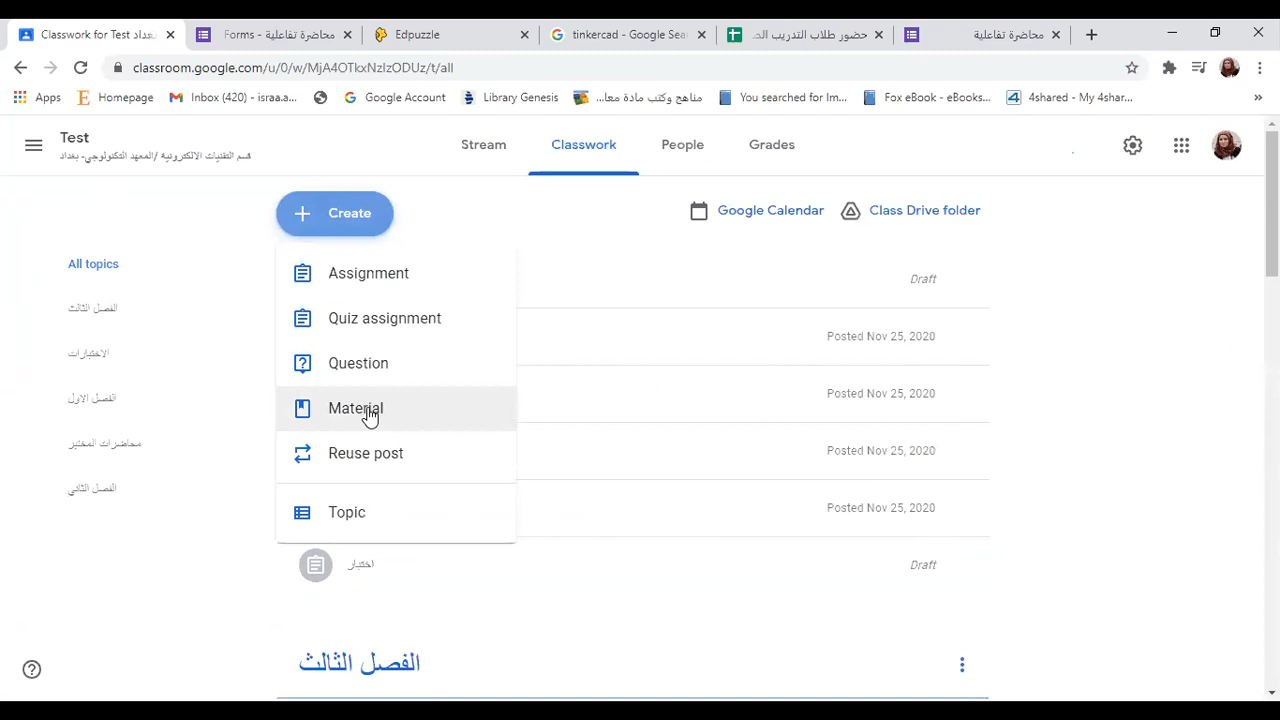 Classwork for Test بغداد
محاضرة تفاعلية - Forms
Edpuzzle
tinkercad - Google Sea
حضور طلاب التدريب الص
محاضرة تفاعلية
classroom.google.com/u/0/w/MjA4OTkxNzIzODUz/t/all
Apps
Homepage
Inbox (420) - israa.a...
Google Account
Library Genesis
مناهج وكتب مادة معا...
You searched for Im...
Fox eBook - eBooks...
4shared - My 4shar...
Test
قسم التقنيات الالكترونية /المعهد التكنولوجي- بغداد
Stream
Classwork
People
Grades
Create
Google Calendar
Class Drive folder
All topics
الفصل الثالث
الاختبارات
الفصل الاول
محاضرات المختبر
الفصل الثاني
Assignment
Quiz assignment
Question
Material
Reuse post
Topic
Draft
Posted Nov 25, 2020
Posted Nov 25, 2020
Posted Nov 25, 2020
Posted Nov 25, 2020
اختبار
Draft
الفصل الثالث